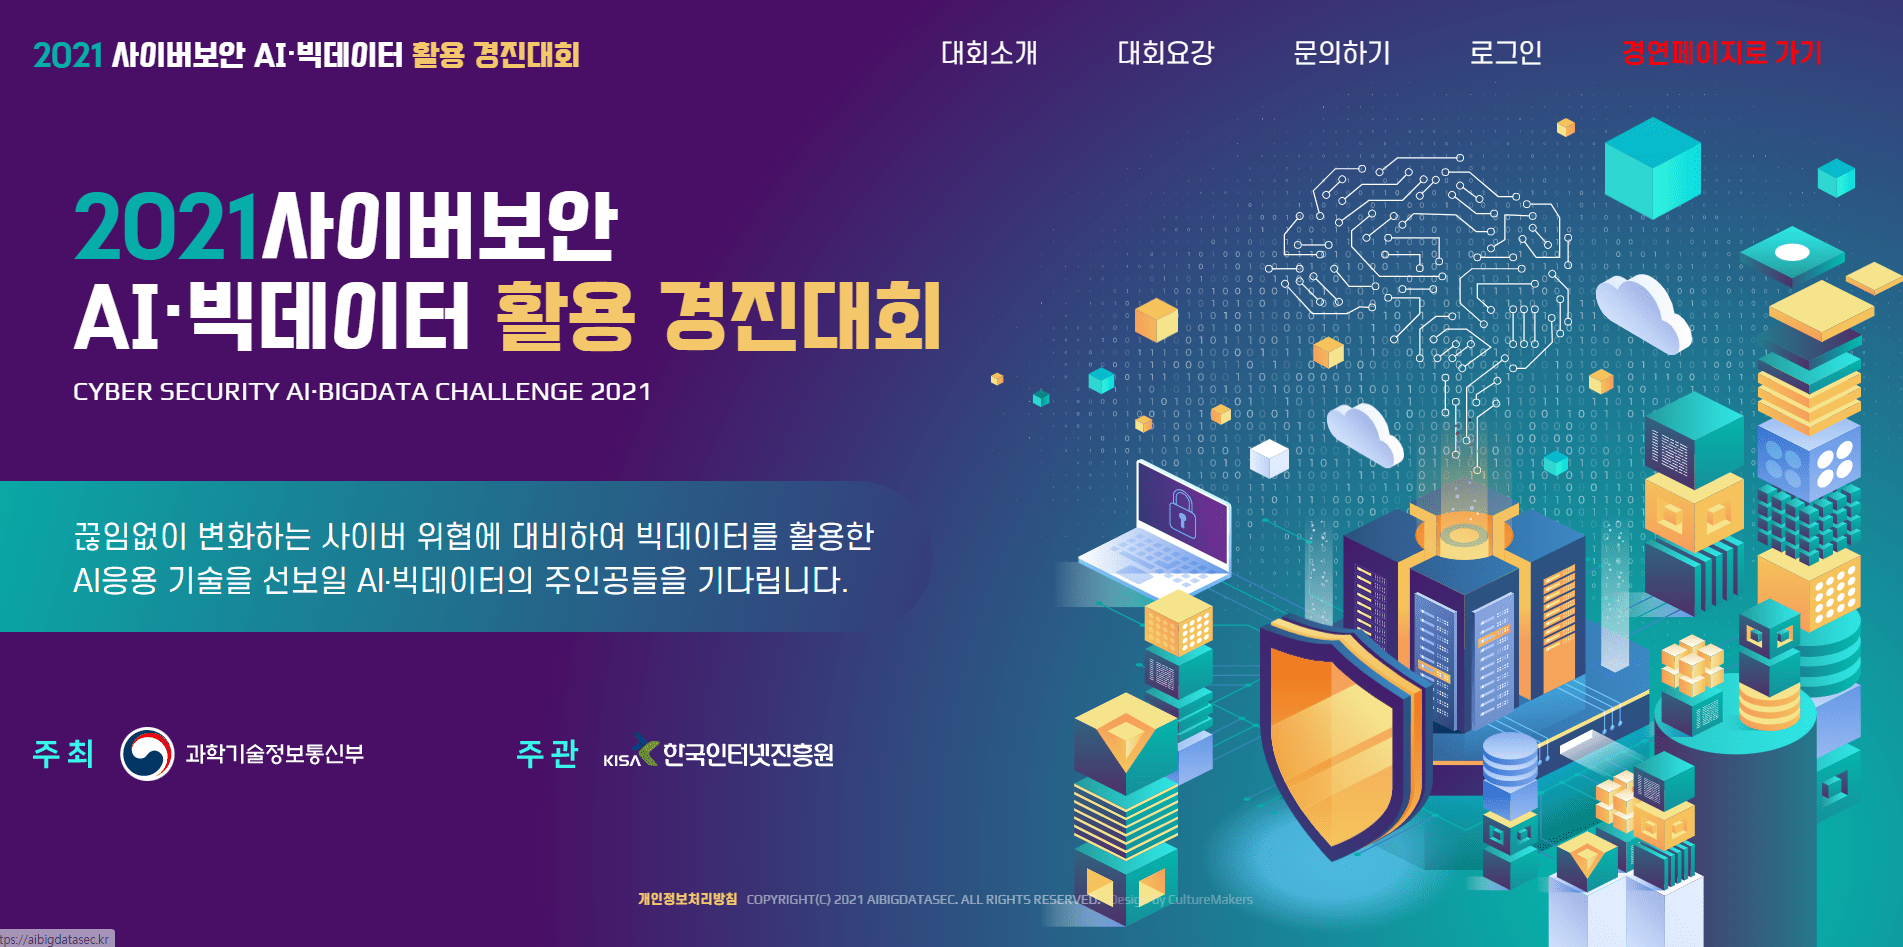 2021 사이버보안 AI·빅데이터 활용 경진대회
대회소개 대회요강 문의하기 로그인 경연페이지로 가기
2021사이버보안
AI·빅데이터 활용 경진대회
CYBER SECURITY AI·BIGDATA CHALLENGE 2021
끊임없이 변화하는 사이버 위협에 대비하여 빅데이터를 활용한
AI응용 기술을 선보일 AI·빅데이터의 주인공들을 기다립니다.
주최 과학기술정보통신부 주관 KISA 한국인터넷진흥원
개인정보처리방침 COPYRIGHT(C) 2021 AIBIGDATASEC. ALL RIGHTS RESERVED. Design by CultureMakers
tps://aibigdatasec.kr